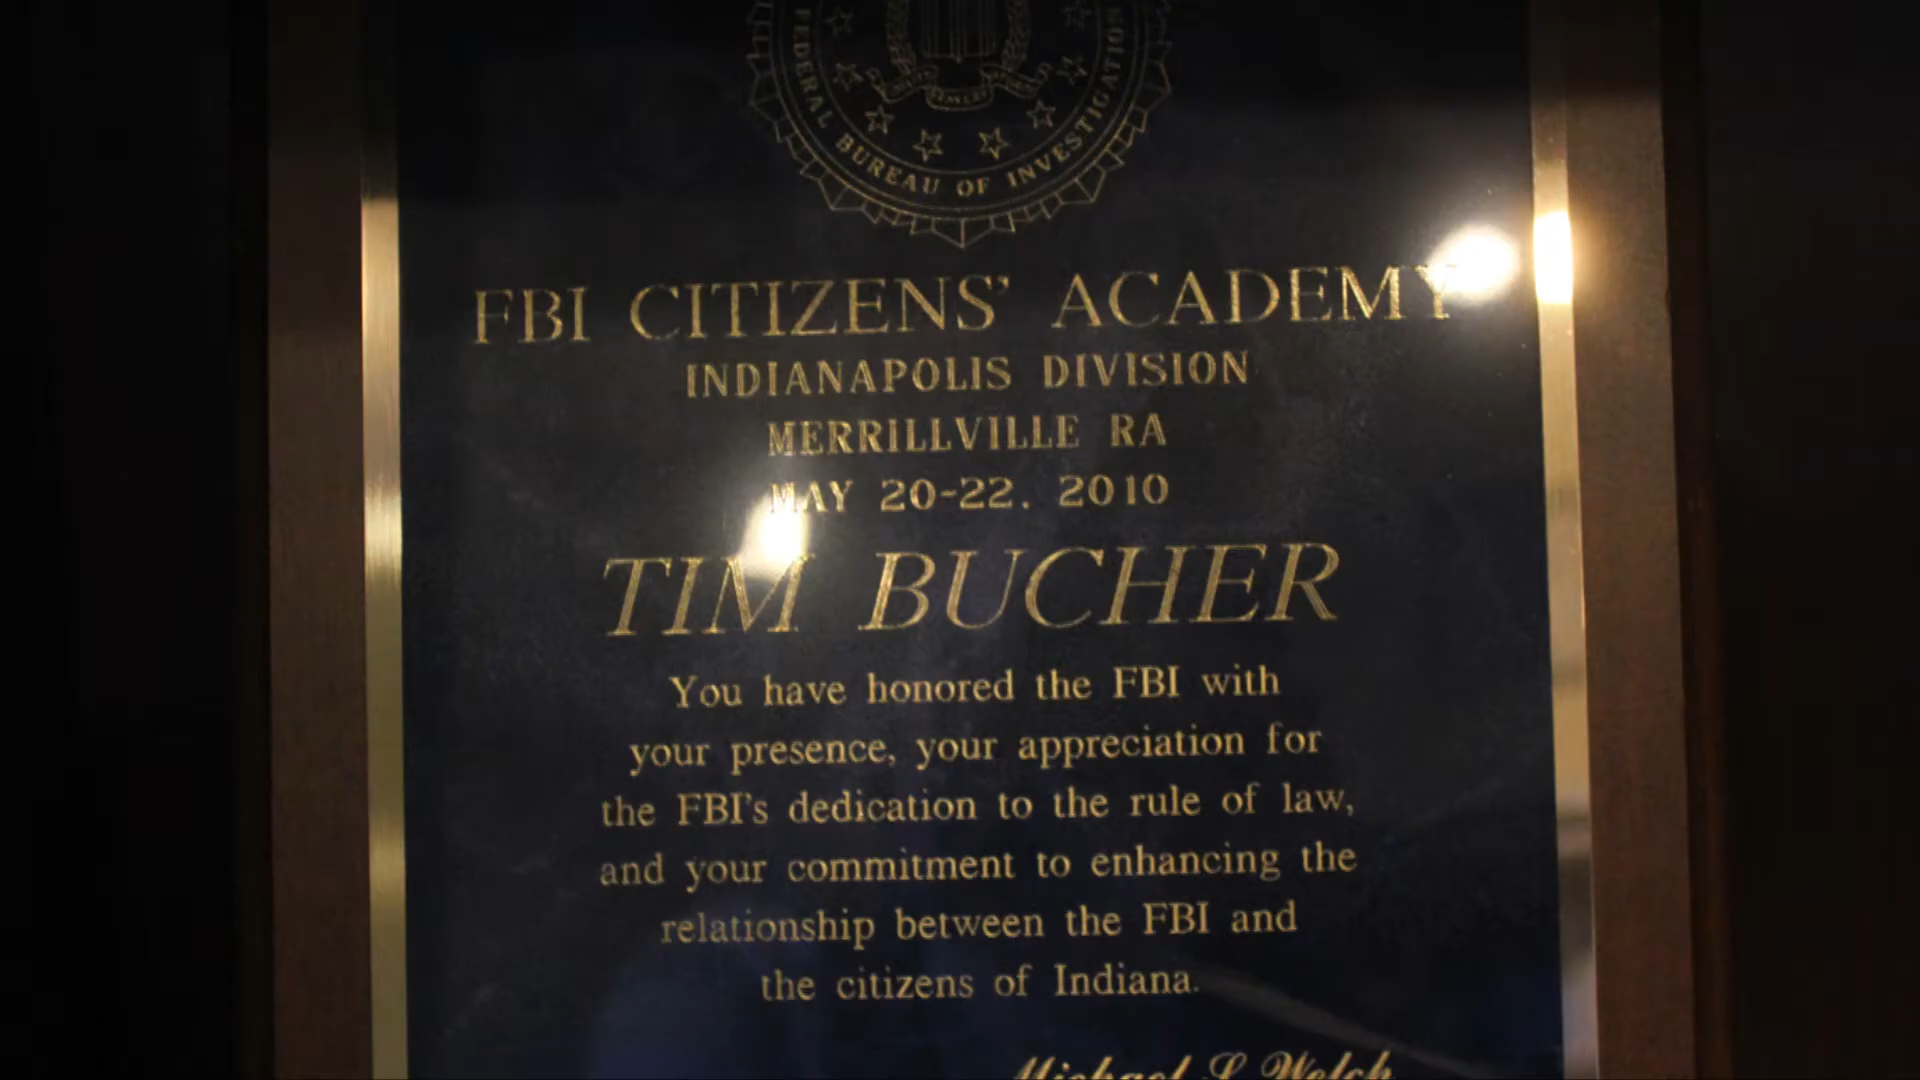 FEDERAL BUREAU OF INVESTIGATION
FBI CITIZENS' ACADEMY
INDIANAPOLIS DIVISION
MERRILLVILLE RA
MAY 20-22, 2010
TIM BUCHER
You have honored the FBI with
your presence, your appreciation for
the FBI's dedication to the rule of law,
and your commitment to enhancing the
relationship between the FBI and
the citizens of Indiana.
Michael S Welch